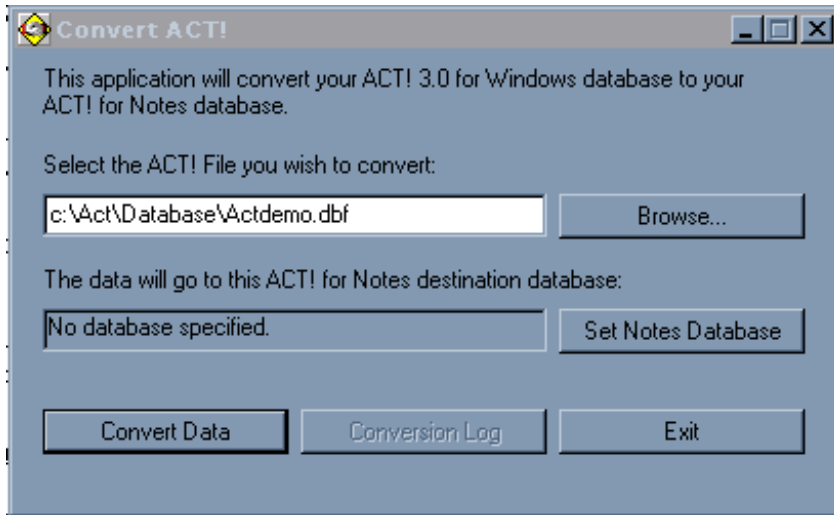 Convert ACT!
This application will convert your ACT! 3.0 for Windows database to your
ACT! for Notes database.
Select the ACT! File you wish to convert:
c:\Act\Database\Actdemo.dbf
Browse...
The data will go to this ACT! for Notes destination database:
No database specified.
Set Notes Database
Convert Data
Conversion Log
Exit